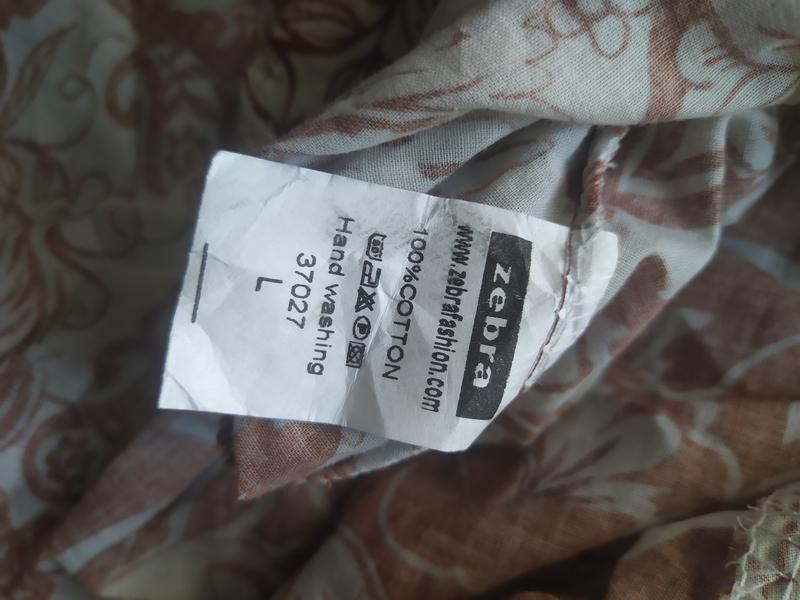 zebra
www.zebrafashion.com
100%COTTON
Hand washing
37027
L